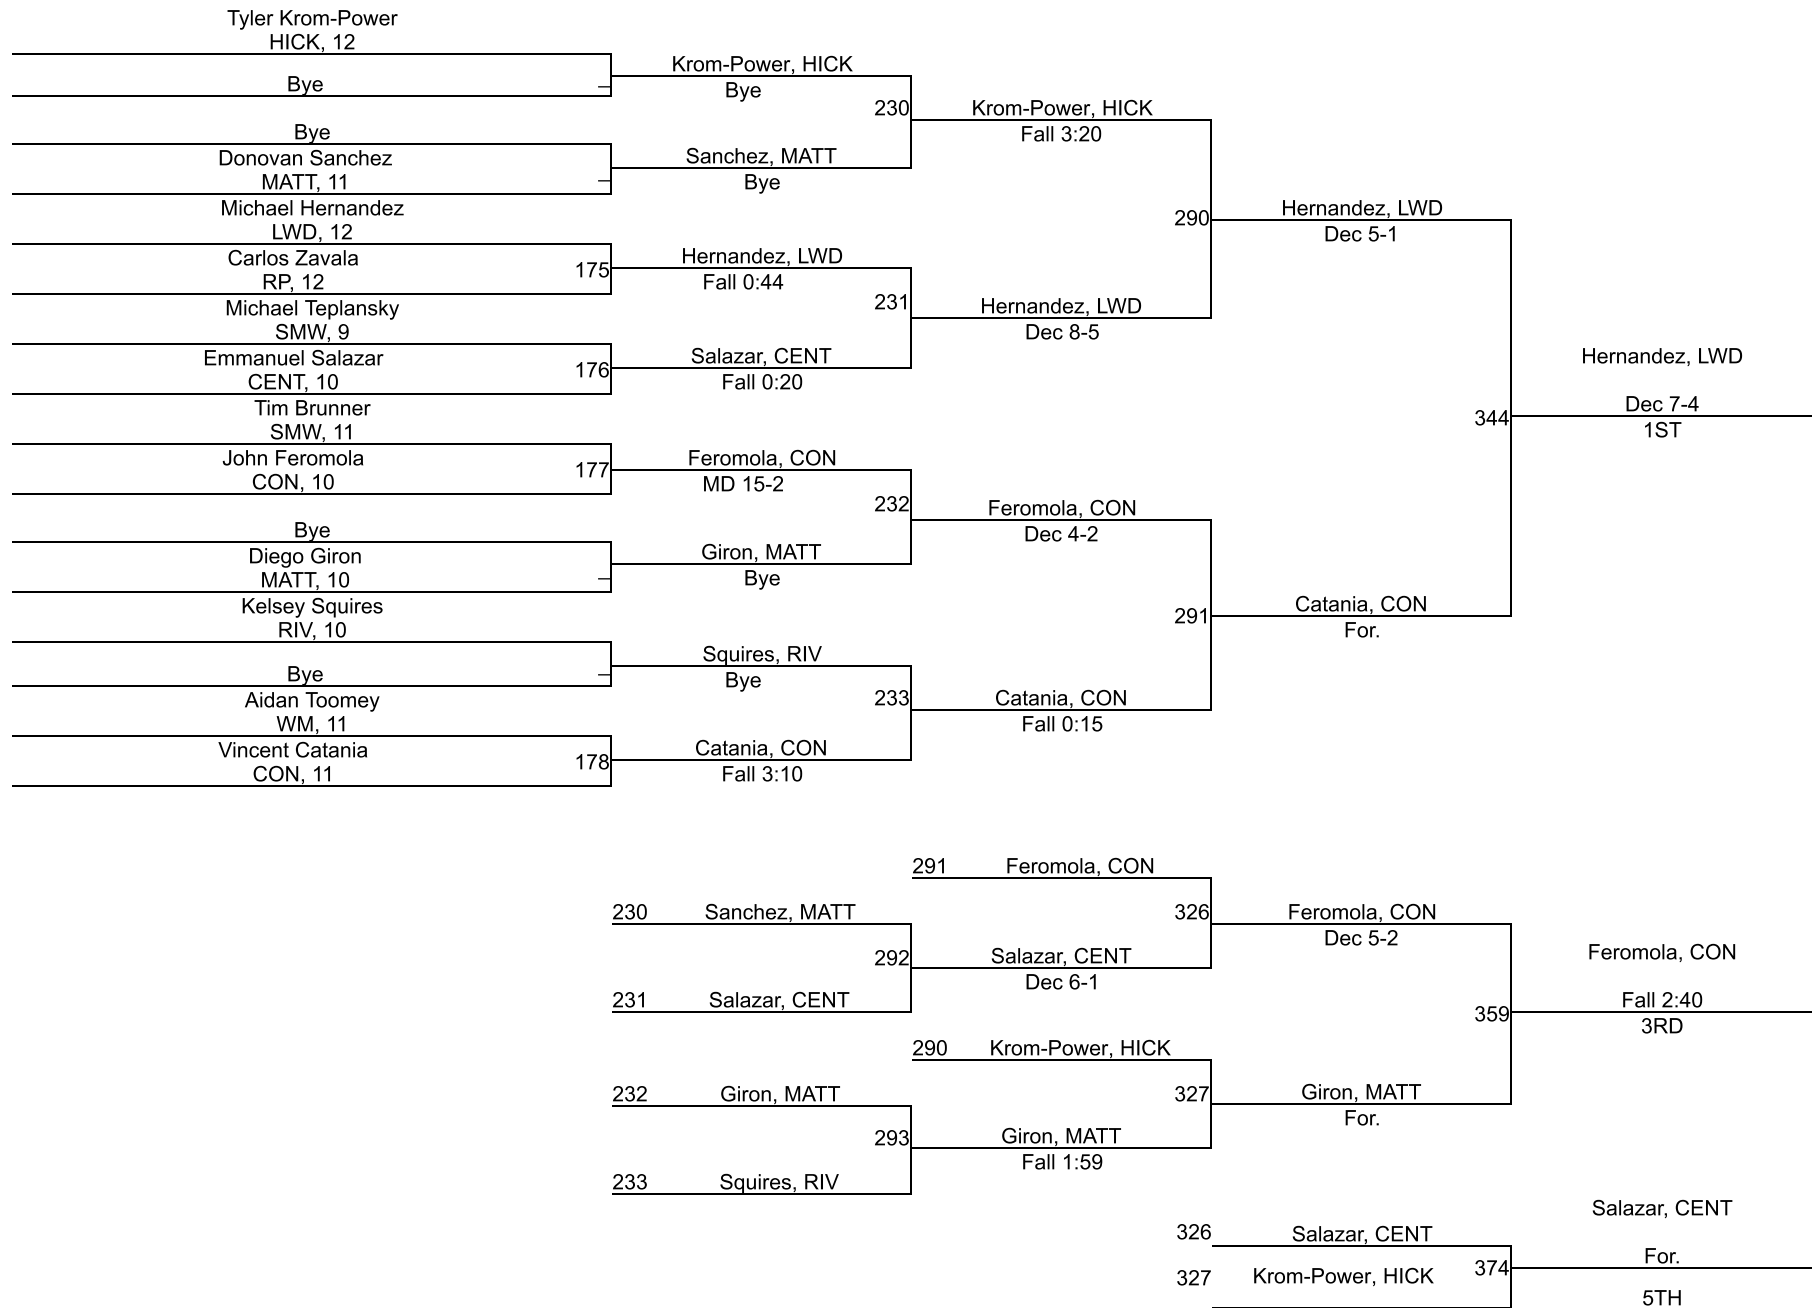 Tyler Krom-Power
HICK, 12
Bye
Bye
Donovan Sanchez
MATT, 11
Michael Hernandez
LWD, 12
Carlos Zavala
RP, 12
175
Michael Teplansky
SMW, 9
Emmanuel Salazar
CENT, 10
176
Tim Brunner
SMW, 11
John Feromola
CON, 10
177
Bye
Diego Giron
MATT, 10
Kelsey Squires
RIV, 10
Bye
Aidan Toomey
WM, 11
Vincent Catania
CON, 11
178
Krom-Power, HICK
Bye
230
Sanchez, MATT
Bye
Hernandez, LWD
Fall 0:44
231
Salazar, CENT
Fall 0:20
Feromola, CON
MD 15-2
232
Giron, MATT
Bye
Squires, RIV
Bye
233
Catania, CON
Fall 3:10
Krom-Power, HICK
Fall 3:20
290
Hernandez, LWD
Dec 8-5
Feromola, CON
Dec 4-2
291
Catania, CON
Fall 0:15
Hernandez, LWD
Dec 5-1
344
Catania, CON
For.
Hernandez, LWD
Dec 7-4
1ST
291 Feromola, CON
230 Sanchez, MATT
292
231 Salazar, CENT
Salazar, CENT
Dec 6-1
326
Feromola, CON
Dec 5-2
290 Krom-Power, HICK
232 Giron, MATT
293
233 Squires, RIV
Giron, MATT
Fall 1:59
327
Giron, MATT
For.
359
Feromola, CON
Fall 2:40
3RD
326 Salazar, CENT
327 Krom-Power, HICK
374
Salazar, CENT
For.
5TH